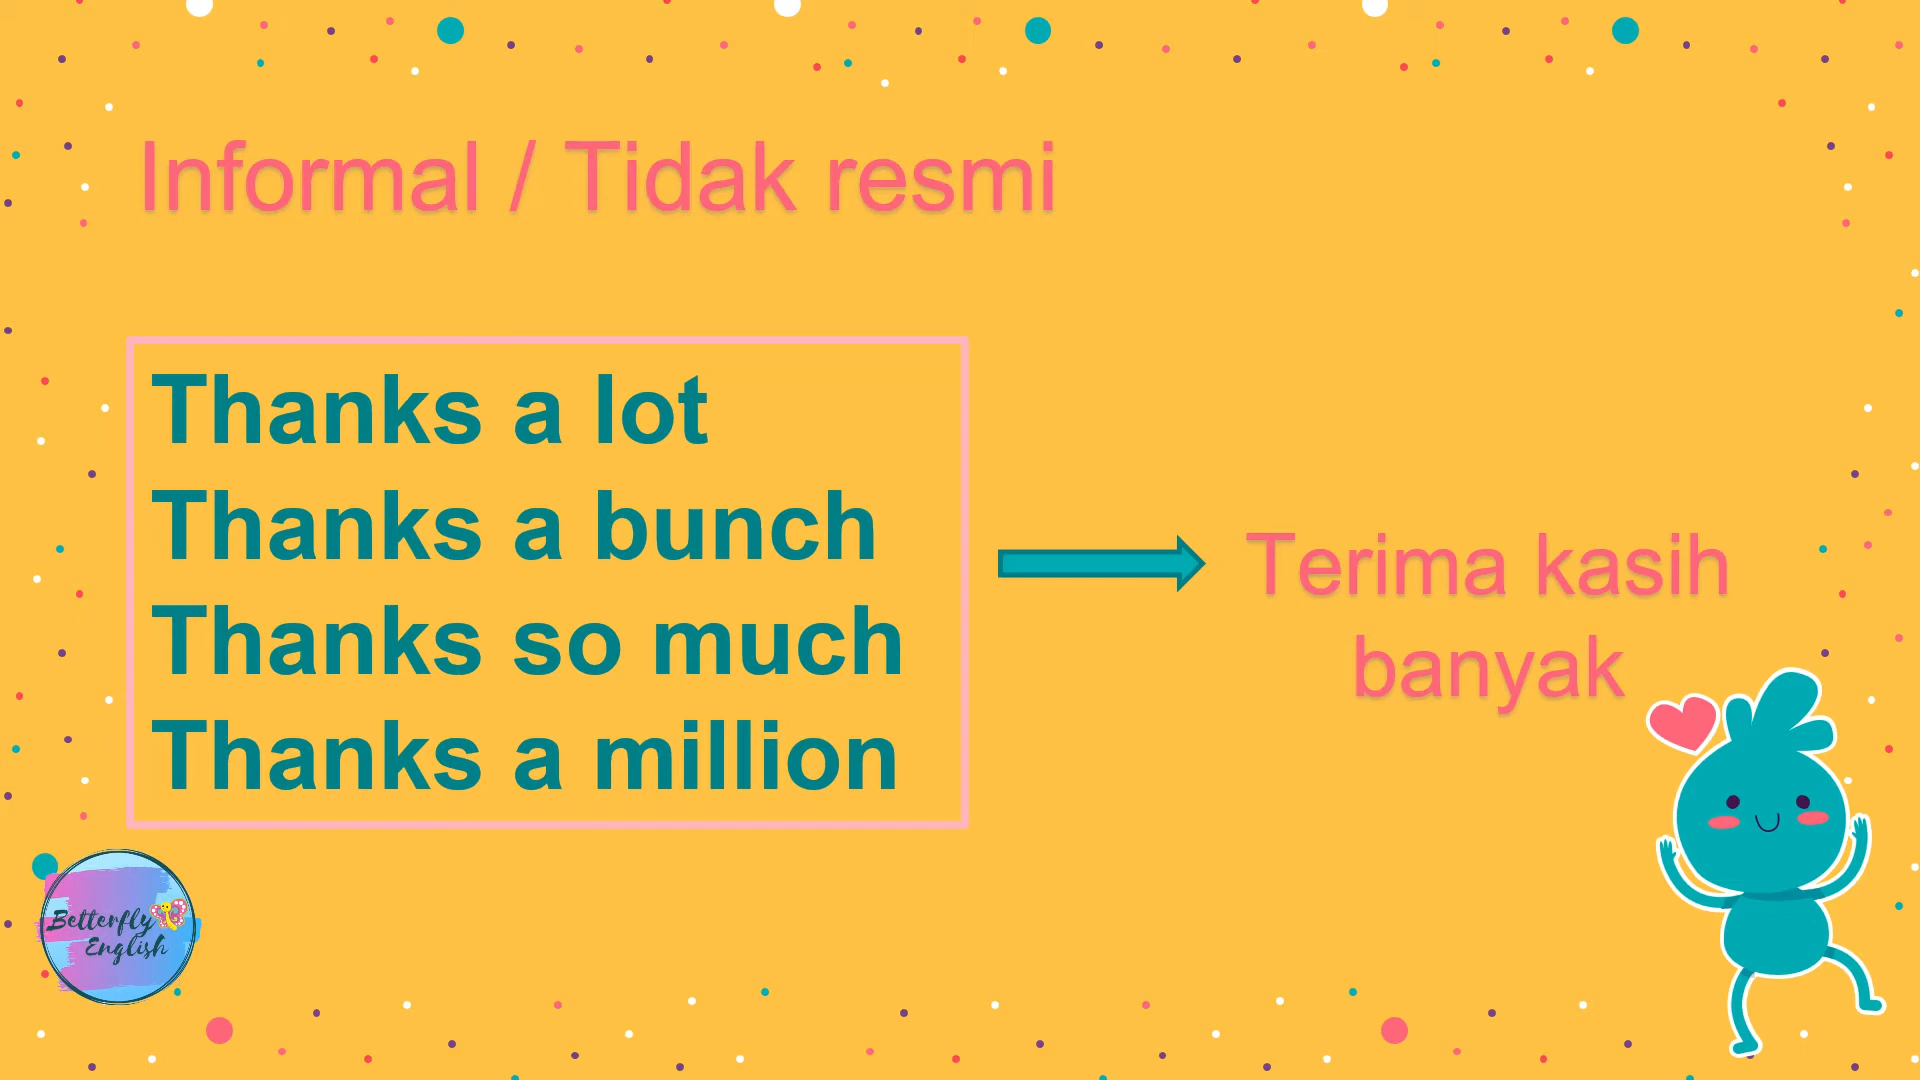 Informal / Tidak resmi
Thanks a lot
Thanks a bunch
Thanks so much
Thanks a million
Terima kasih
banyak
Betterfly
English